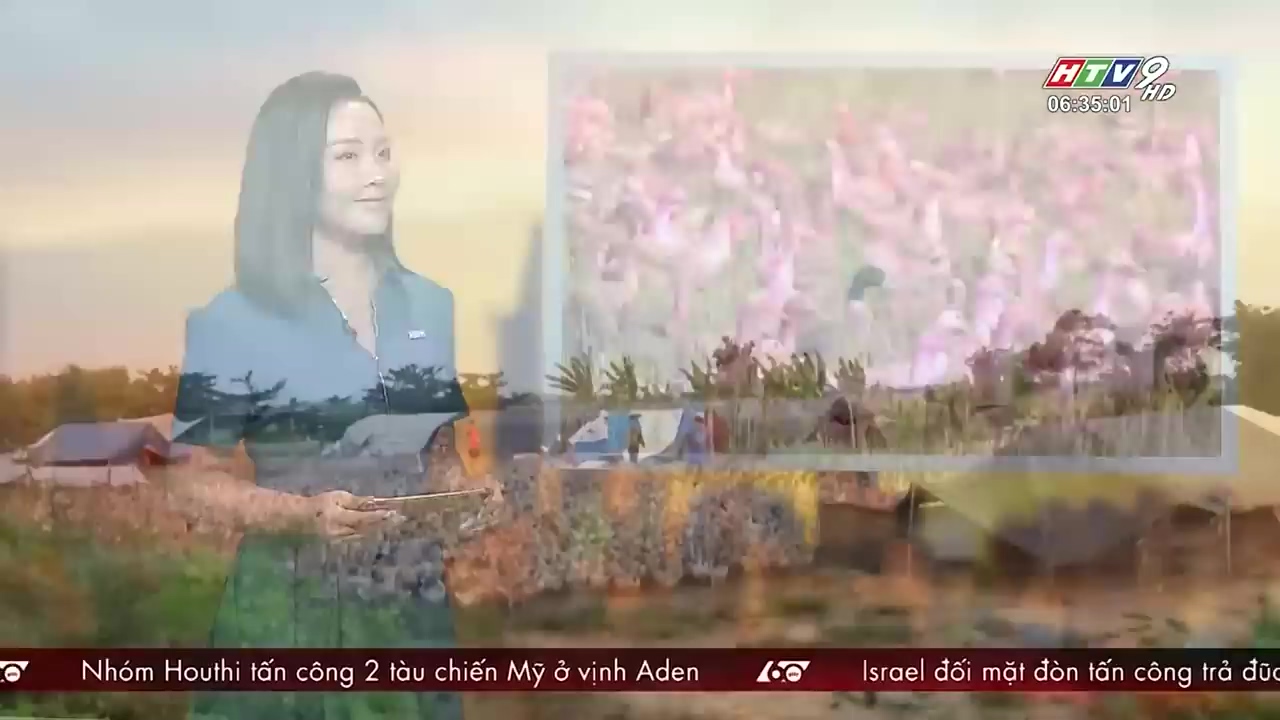 HTV9
HD
06:35:01
Nhóm Houthi tấn công 2 tàu chiến Mỹ ở vịnh Aden
60
Israel đối mặt đòn tấn công trả